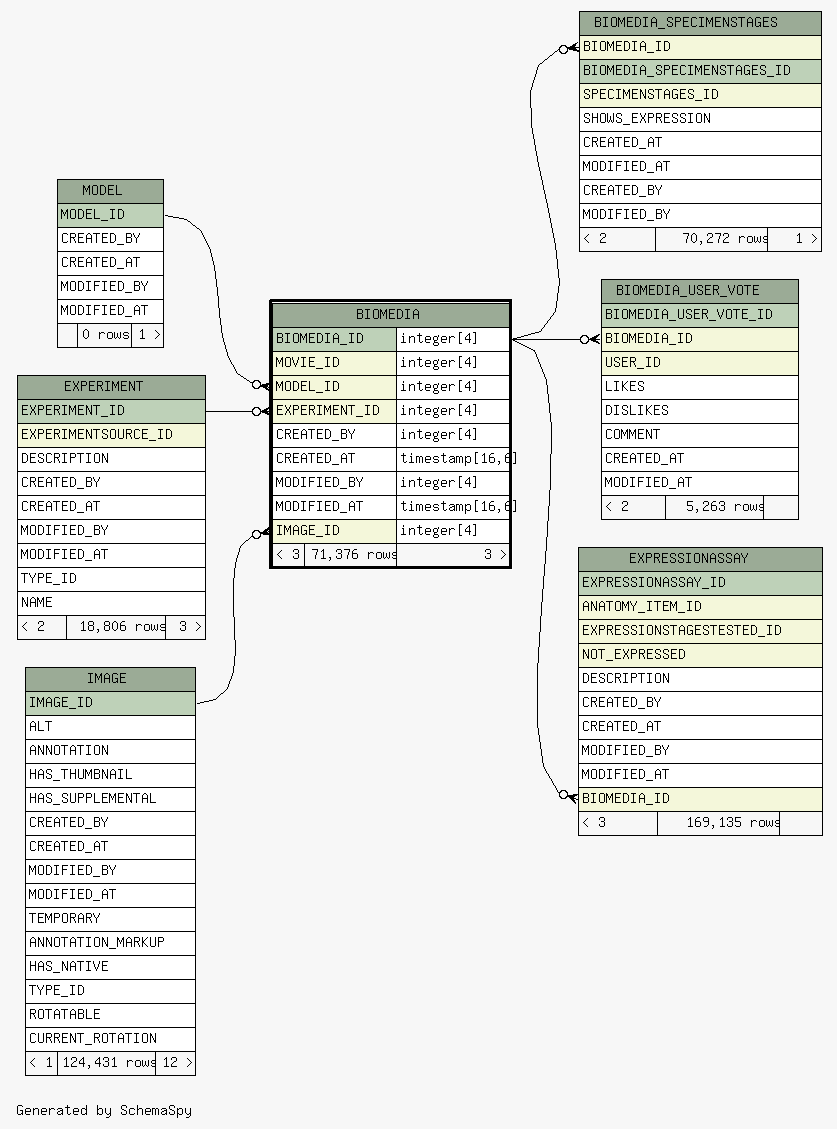 BIOMEDIA_SPECIMENSTAGES
BIOMEDIA_ID
BIOMEDIA_SPECIMENSTAGES_ID
SPECIMENSTAGES_ID
SHOWS_EXPRESSION
CREATED_AT
MODIFIED_AT
CREATED_BY
MODIFIED_BY
< 2 70,272 rows 1 >
MODEL
MODEL_ID
CREATED_BY
CREATED_AT
MODIFIED_BY
MODIFIED_AT
0 rows 1 >
BIOMEDIA
BIOMEDIA_ID integer[4]
MOVIE_ID integer[4]
MODEL_ID integer[4]
EXPERIMENT_ID integer[4]
CREATED_BY integer[4]
CREATED_AT timestamp[16,6]
MODIFIED_BY integer[4]
MODIFIED_AT timestamp[16,6]
IMAGE_ID integer[4]
< 3 71,376 rows 3 >
BIOMEDIA_USER_VOTE
BIOMEDIA_USER_VOTE_ID
BIOMEDIA_ID
USER_ID
LIKES
DISLIKES
COMMENT
CREATED_AT
MODIFIED_AT
< 2 5,263 rows
EXPERIMENT
EXPERIMENT_ID
EXPERIMENTSOURCE_ID
DESCRIPTION
CREATED_BY
CREATED_AT
MODIFIED_BY
MODIFIED_AT
TYPE_ID
NAME
< 2 18,806 rows 3 >
EXPRESSIONASSAY
EXPRESSIONASSAY_ID
ANATOMY_ITEM_ID
EXPRESSIONSTAGESTESTED_ID
NOT_EXPRESSED
DESCRIPTION
CREATED_BY
CREATED_AT
MODIFIED_BY
MODIFIED_AT
BIOMEDIA_ID
< 3 169,135 rows
IMAGE
IMAGE_ID
ALT
ANNOTATION
HAS_THUMBNAIL
HAS_SUPPLEMENTAL
CREATED_BY
CREATED_AT
MODIFIED_BY
MODIFIED_AT
TEMPORARY
ANNOTATION_MARKUP
HAS_NATIVE
TYPE_ID
ROTATABLE
CURRENT_ROTATION
< 1 124,431 rows 12 >
Generated by SchemaSpy